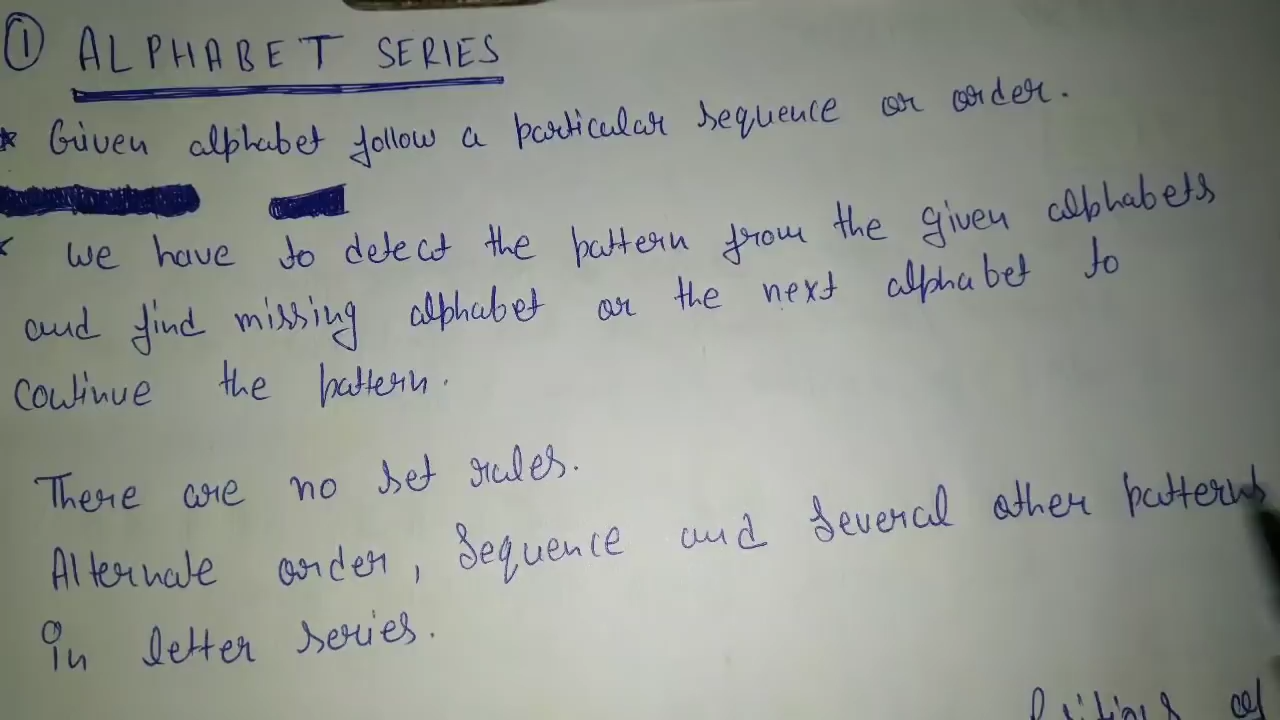 ① ALPHABET SERIES
* Given alphabet follow a particular sequence or order.
* We have to detect the pattern from the given alphabets
and find missing alphabet or the next alphabet to
continue the pattern.
There are no set rules.
Alternate order, Sequence and several other patterns
in letter series.
of